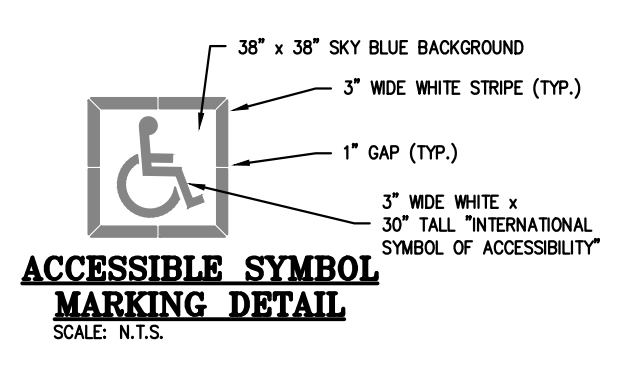 38" x 38" SKY BLUE BACKGROUND
3" WIDE WHITE STRIPE (TYP.)
1" GAP (TYP.)
3" WIDE WHITE x
30" TALL "INTERNATIONAL
SYMBOL OF ACCESSIBILITY"
ACCESSIBLE SYMBOL
MARKING DETAIL
SCALE: N.T.S.